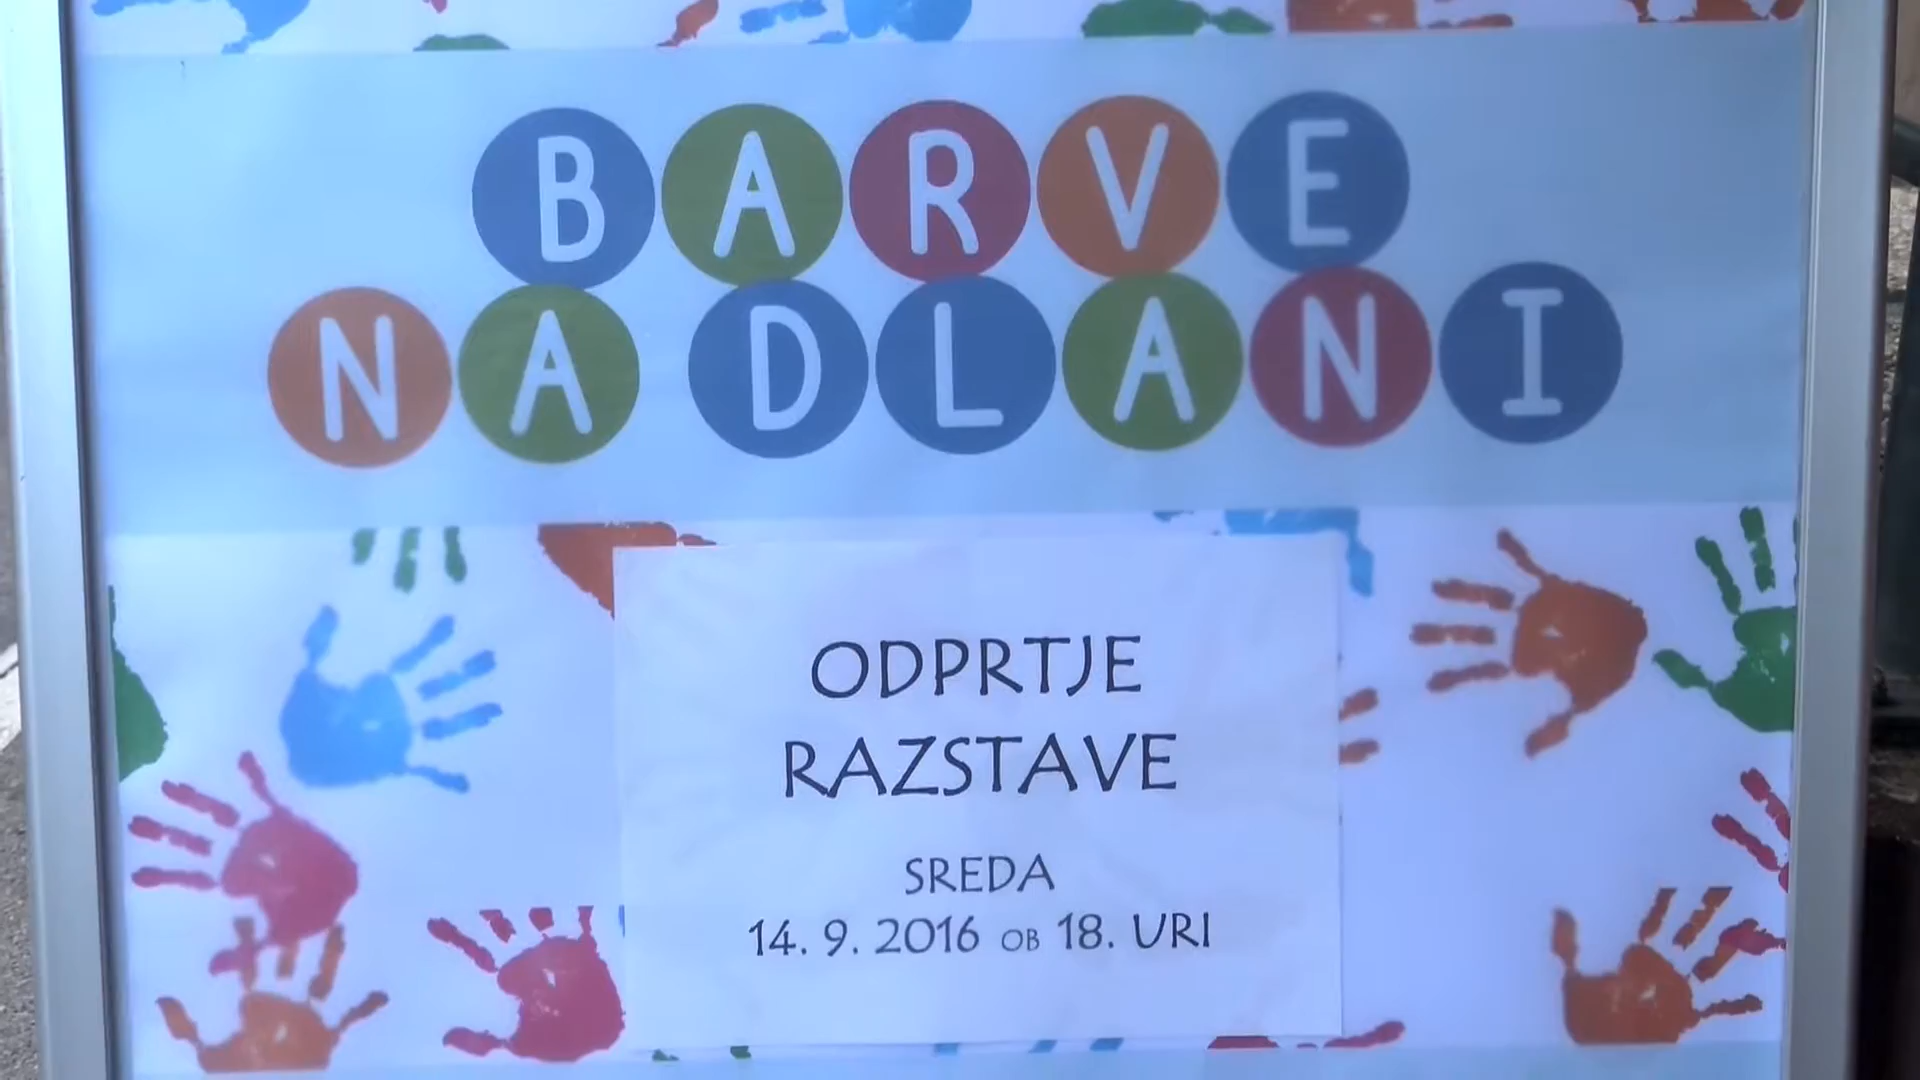 BARVE
NA DLANI
ODPRTJE
RAZSTAVE
SREDA
14. 9. 2016 OB 18. URI